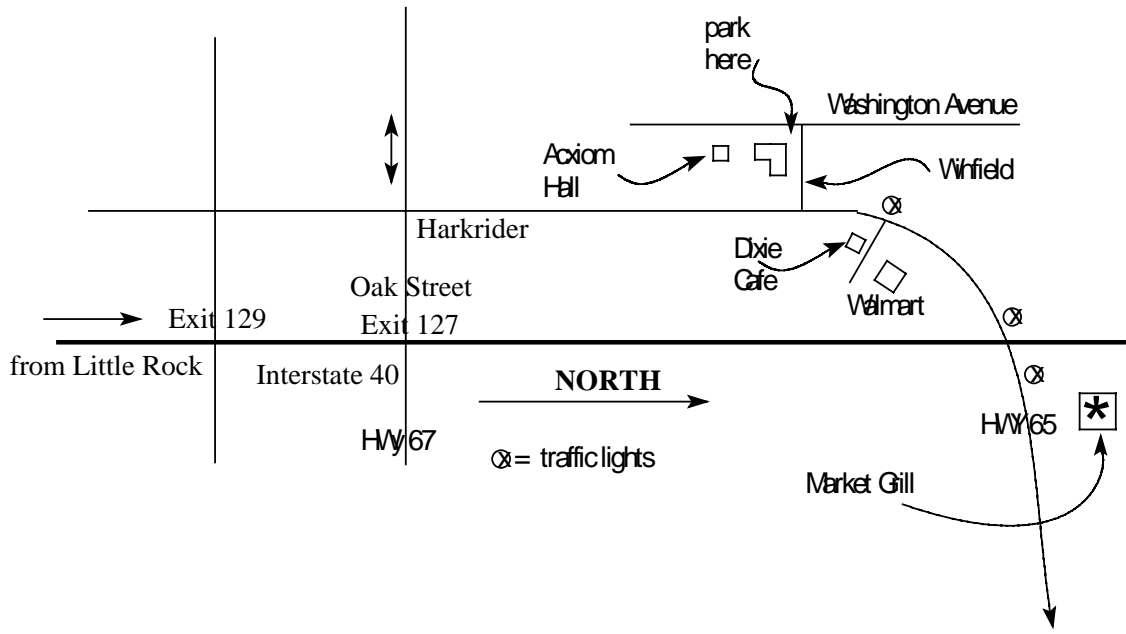 park
here
Washington Avenue
Acxiom
Hall
Winfield
Harkrider
Dixie
Cafe
Oak Street
Walmart
Exit 129
Exit 127
from Little Rock
Interstate 40
NORTH
HWY 65
*
HWy 67
x = traffic lights
Market Grill